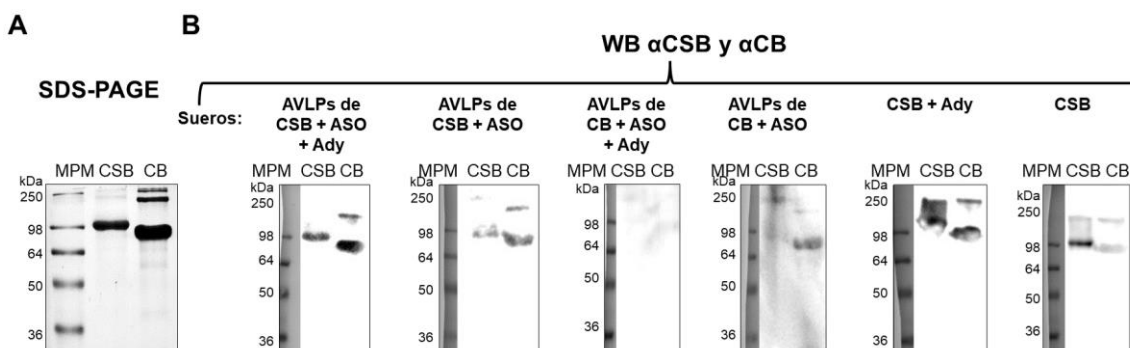 A
B
WB αCSB y αCB
SDS-PAGE
Sueros:
AVLPs de
CSB + ASO
+ Ady
AVLPs de
CSB + ASO
AVLPs de
CB + ASO
+ Ady
AVLPs de
CB + ASO
CSB + Ady
CSB
MPM CSB CB
kDa
250
98
64
50
36
MPM CSB CB
kDa
250
98
64
50
36
MPM CSB CB
kDa
250
98
64
50
36
MPM CSB CB
kDa
250
98
64
50
36
MPM CSB CB
kDa
250
98
64
50
36
MPM CSB CB
kDa
250
98
64
50
36
MPM CSB CB
kDa
250
98
64
50
36